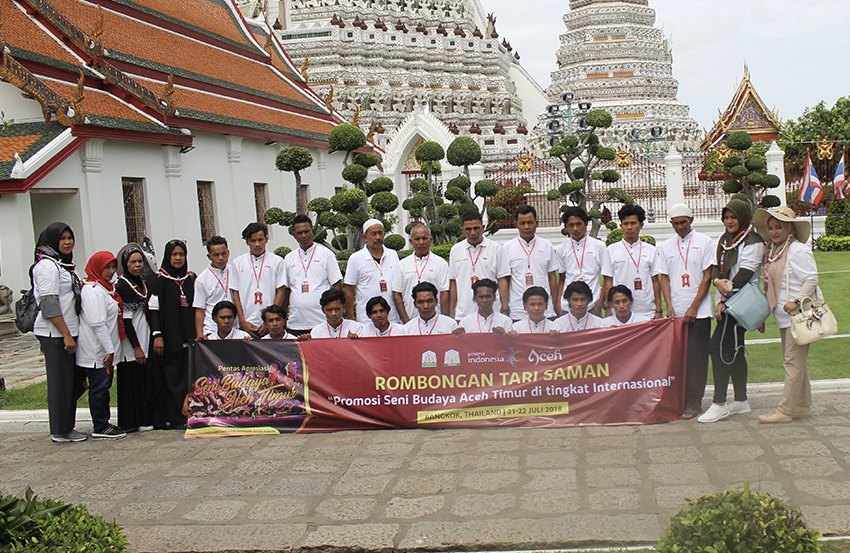 Pentas Apresiasi
Seni Budaya
Aceh Timur
pesona
indonesia
Aceh
ROMBONGAN TARI SAMAN
"Promosi Seni Budaya Aceh Timur di tingkat Internasional"
BANGKOK, THAILAND | 21-22 JULI 2018